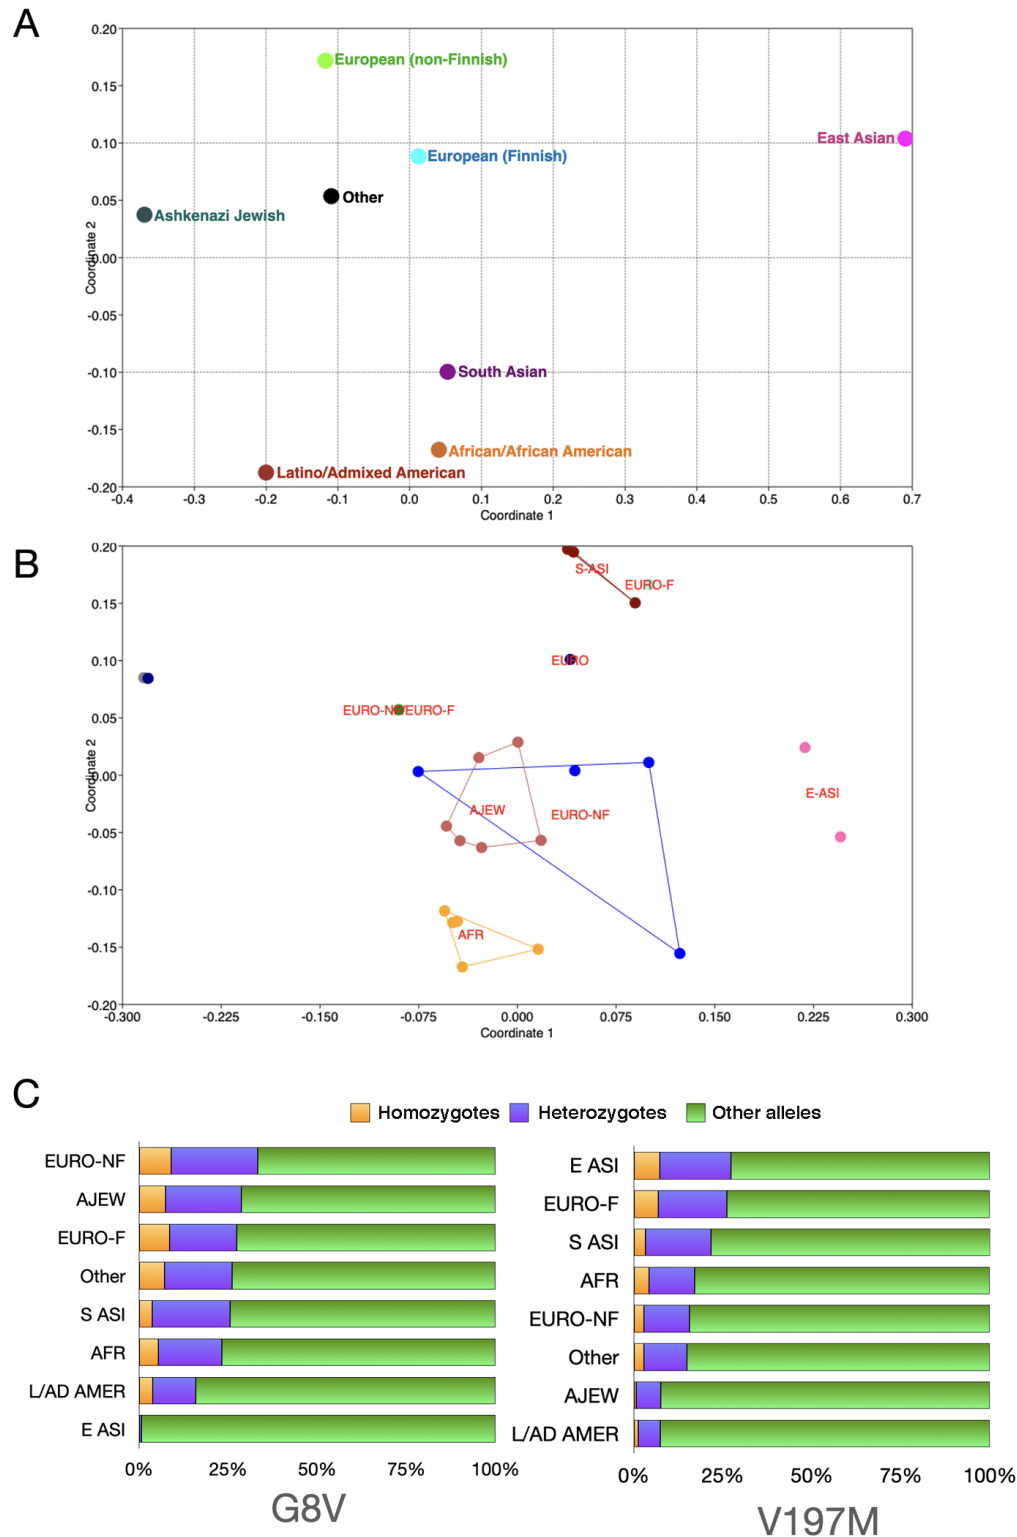 A
0.20
European (non-Finnish)
0.15
East Asian
0.10
European (Finnish)
Other
0.05
Ashkenazi Jewish
Coordinate 2
0.00
-0.05
-0.10
South Asian
-0.15
African/African American
Latino/Admixed American
-0.20
-0.4 -0.3 -0.2 -0.1 0.0 0.1 0.2 0.3 0.4 0.5 0.6 0.7
Coordinate 1
B
0.20
S-ASI
EURO-F
0.15
0.10
EURO
0.05
EURO-NF/EURO-F
Coordinate 2
0.00
E-ASI
AJEW
EURO-NF
-0.05
-0.10
AFR
-0.15
-0.20
-0.300 -0.225 -0.150 -0.075 0.000 0.075 0.150 0.225 0.300
Coordinate 1
C
Homozygotes Heterozygotes Other alleles
EURO-NF
AJEW
EURO-F
Other
S ASI
AFR
L/AD AMER
E ASI
0% 25% 50% 75% 100%
G8V
E ASI
EURO-F
S ASI
AFR
EURO-NF
Other
AJEW
L/AD AMER
0% 25% 50% 75% 100%
V197M